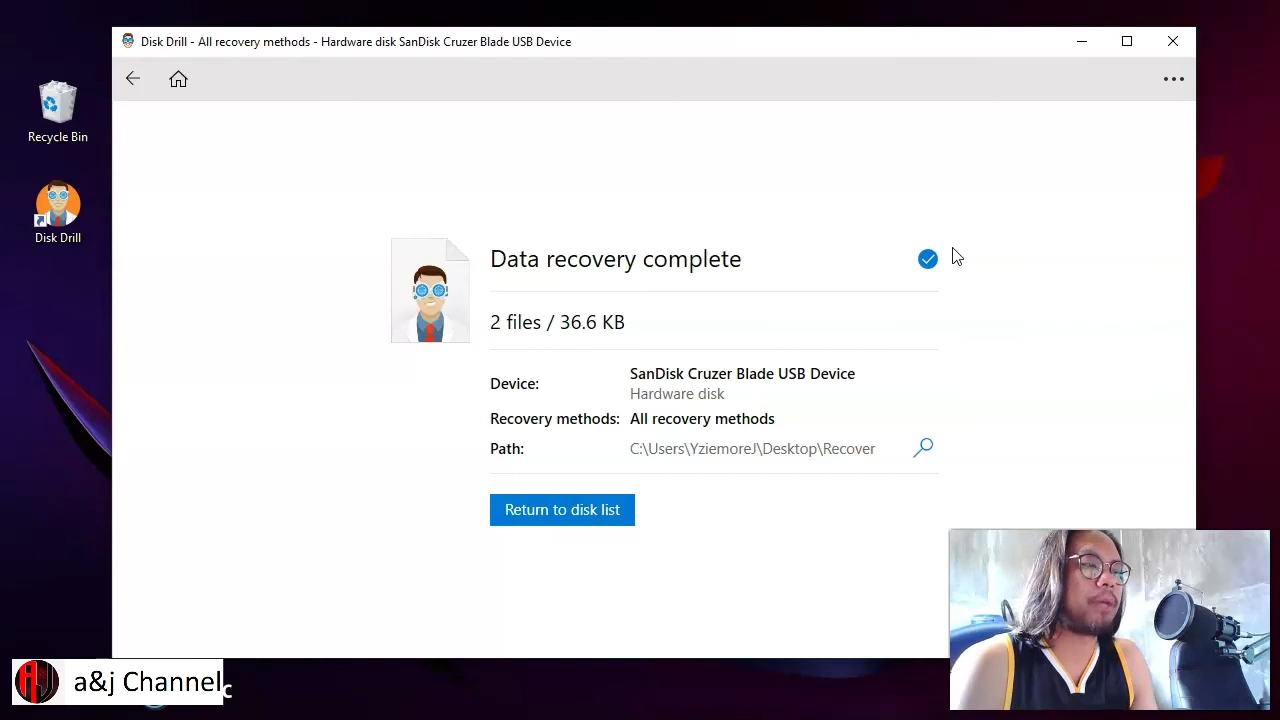 Disk Drill - All recovery methods - Hardware disk SanDisk Cruzer Blade USB Device
Recycle Bin
Disk Drill
Data recovery complete
2 files / 36.6 KB
Device:
SanDisk Cruzer Blade USB Device
Hardware disk
Recovery methods: All recovery methods
Path: C:\Users\YziemoreJ\Desktop\Recover
Return to disk list
a&j Channel